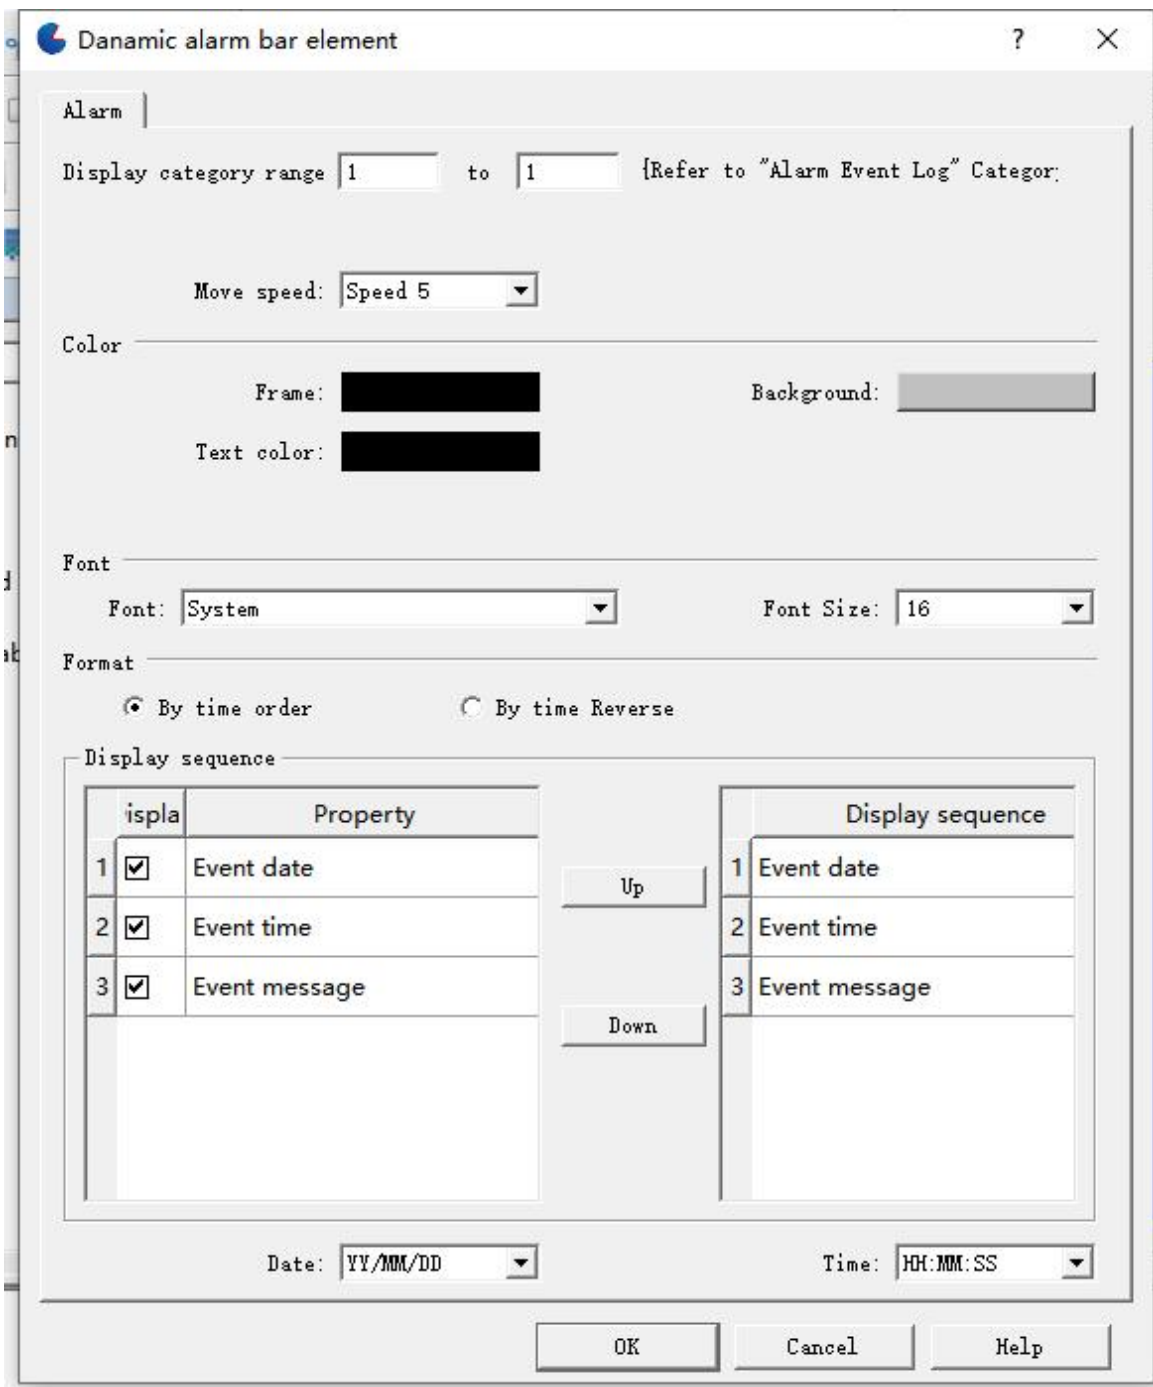 Danamic alarm bar element ?
Alarm
Display category range 1 to 1 {Refer to "Alarm Event Log" Categor
Move speed: Speed 5
Color
Frame: Background:
Text color:
Font
Font: System Font Size: 16
Format
By time order By time Reverse
Display sequence
ispla Property Display sequence
1 Event date Up 1 Event date
2 Event time 2 Event time
3 Event message Down 3 Event message
Date: YY/MM/DD Time: HH:MM:SS
OK Cancel Help